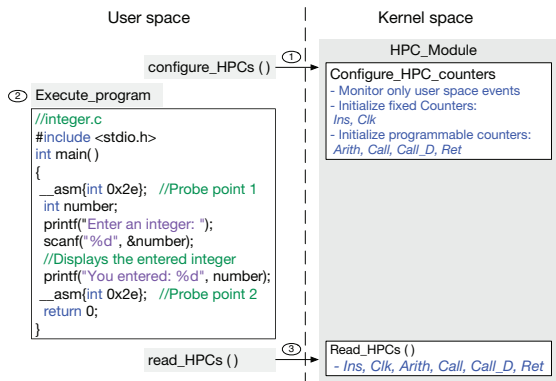 User space
Kernel space
HPC_Module
configure_HPCs ( )
1
Configure_HPC_counters
- Monitor only user space events
- Initialize fixed Counters:
Ins, Clk
- Initialize programmable counters:
Arith, Call, Call_D, Ret
2 Execute_program
//integer.c
#include <stdio.h>
int main( )
{
__asm{int 0x2e}; //Probe point 1
int number;
printf("Enter an integer: ");
scanf("%d", &number);
//Displays the entered integer
printf("You entered: %d", number);
__asm{int 0x2e}; //Probe point 2
return 0;
}
read_HPCs ( )
3
Read_HPCs ( )
- Ins, Clk, Arith, Call, Call_D, Ret